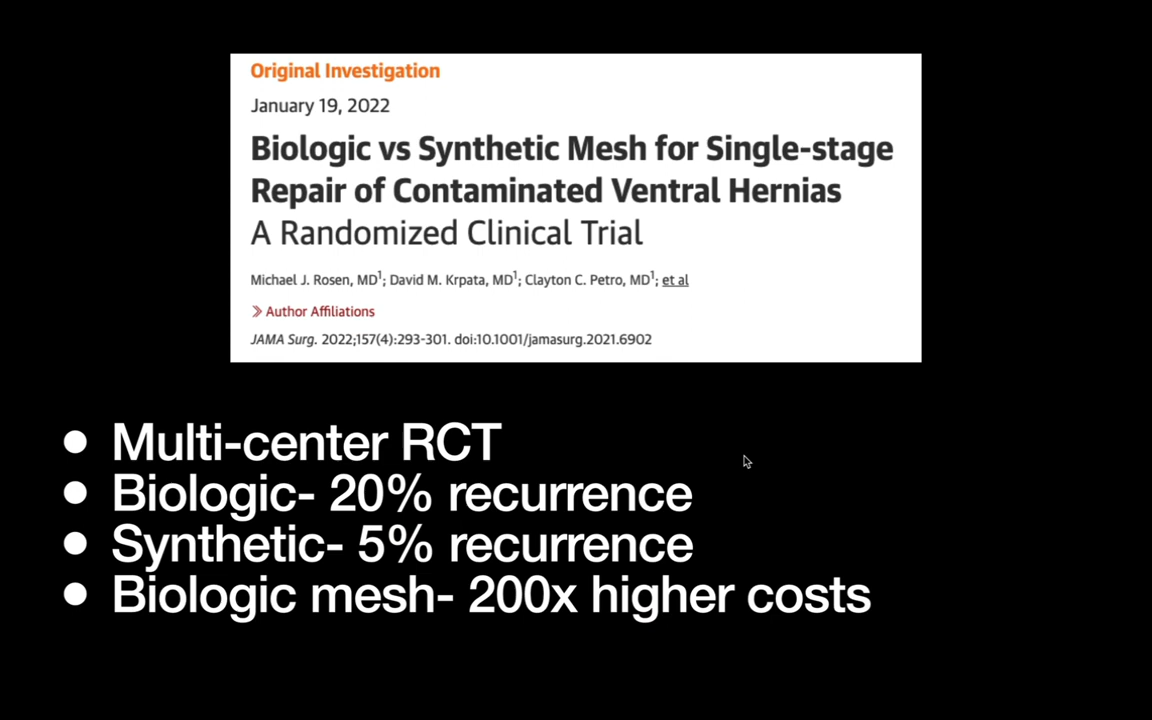 Original Investigation
January 19, 2022
Biologic vs Synthetic Mesh for Single-stage
Repair of Contaminated Ventral Hernias
A Randomized Clinical Trial
Michael J. Rosen, MD1; David M. Krpata, MD1; Clayton C. Petro, MD1; et al
» Author Affiliations
JAMA Surg. 2022;157(4):293-301. doi:10.1001/jamasurg.2021.6902
• Multi-center RCT
• Biologic- 20% recurrence
• Synthetic- 5% recurrence
• Biologic mesh- 200x higher costs